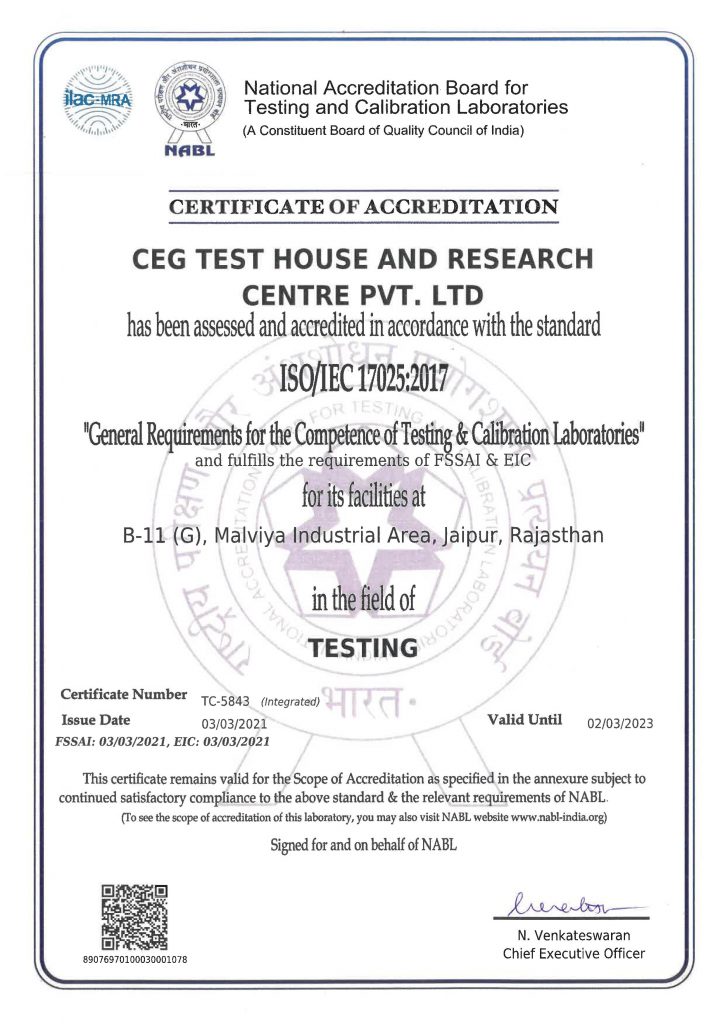 ilac-MRA
NABL
National Accreditation Board for
Testing and Calibration Laboratories
(A Constituent Board of Quality Council of India)
CERTIFICATE OF ACCREDITATION
CEG TEST HOUSE AND RESEARCH
CENTRE PVT. LTD
has been assessed and accredited in accordance with the standard
ISO/IEC 17025:2017
"General Requirements for the Competence of Testing & Calibration Laboratories"
and fulfills the requirements of FSSAI & EIC
for its facilities at
B-11 (G), Malviya Industrial Area, Jaipur, Rajasthan
in the field of
TESTING
भारत
Certificate Number TC-5843 (Integrated)
Issue Date 03/03/2021 Valid Until 02/03/2023
FSSAI: 03/03/2021, EIC: 03/03/2021
This certificate remains valid for the Scope of Accreditation as specified in the annexure subject to
continued satisfactory compliance to the above standard & the relevant requirements of NABL.
(To see the scope of accreditation of this laboratory, you may also visit NABL website www.nabl-india.org)
Signed for and on behalf of NABL
89076970100030001078
N. Venkateswaran
Chief Executive Officer